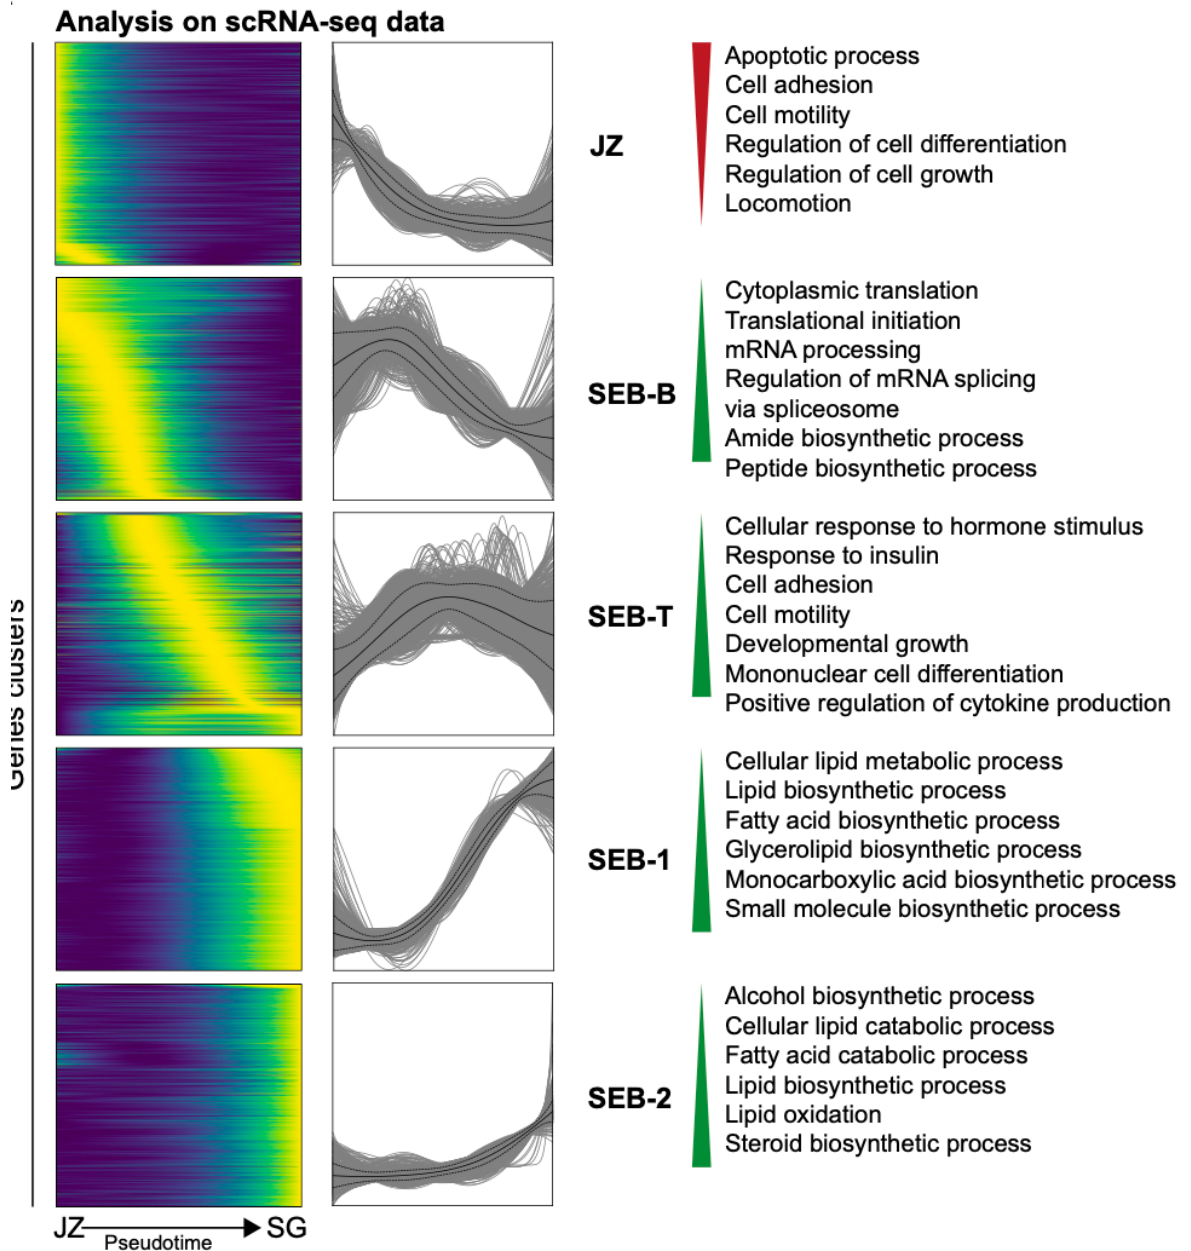 Analysis on scRNA-seq data
Genes clusters
JZ
Apoptotic process
Cell adhesion
Cell motility
Regulation of cell differentiation
Regulation of cell growth
Locomotion
SEB-B
Cytoplasmic translation
Translational initiation
mRNA processing
Regulation of mRNA splicing
via spliceosome
Amide biosynthetic process
Peptide biosynthetic process
SEB-T
Cellular response to hormone stimulus
Response to insulin
Cell adhesion
Cell motility
Developmental growth
Mononuclear cell differentiation
Positive regulation of cytokine production
SEB-1
Cellular lipid metabolic process
Lipid biosynthetic process
Fatty acid biosynthetic process
Glycerolipid biosynthetic process
Monocarboxylic acid biosynthetic process
Small molecule biosynthetic process
SEB-2
Alcohol biosynthetic process
Cellular lipid catabolic process
Fatty acid catabolic process
Lipid biosynthetic process
Lipid oxidation
Steroid biosynthetic process
JZ SG
Pseudotime